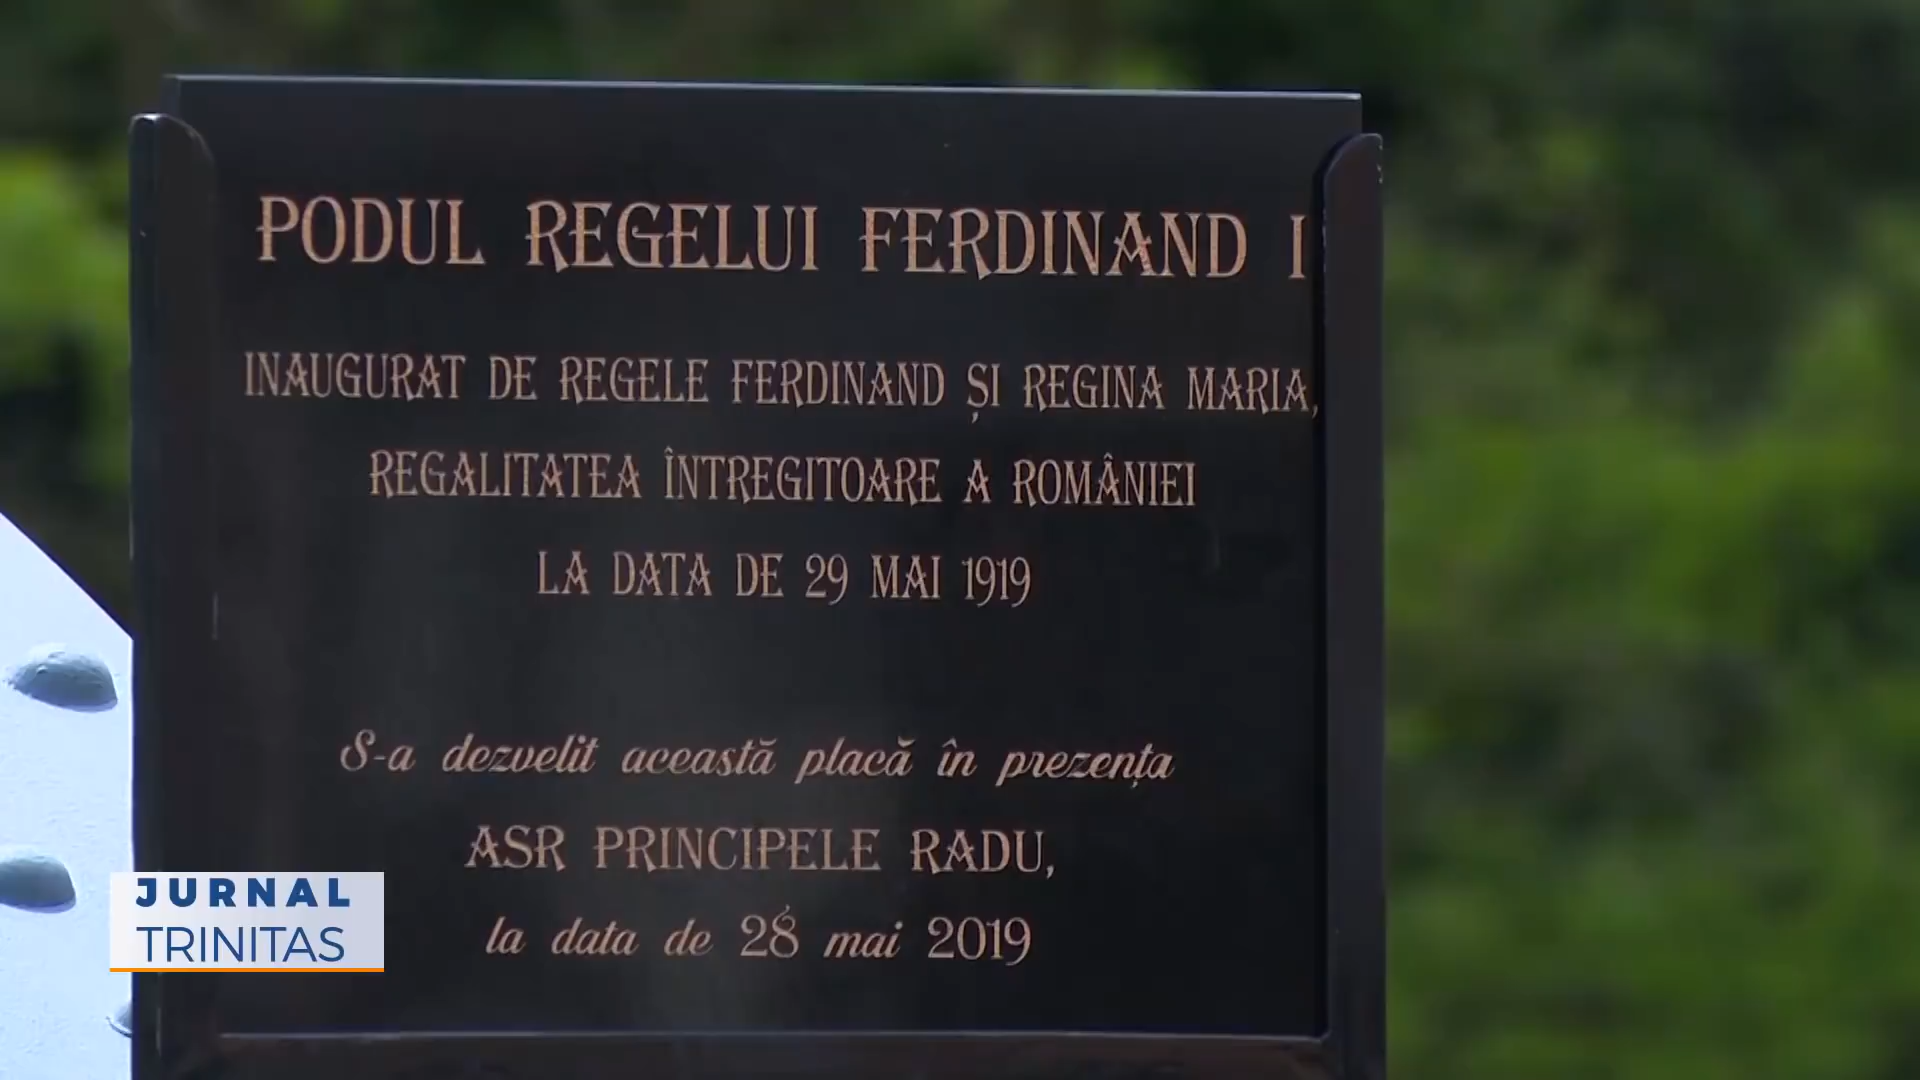 PODUL REGELUI FERDINAND I
INAUGURAT DE REGELE FERDINAND ȘI REGINA MARIA,
REGALITATEA ÎNTREGITOARE A ROMÂNIEI
LA DATA DE 29 MAI 1919
S-a dezvelit această placă în prezența
ASR PRINCIPELE RADU,
la data de 28 mai 2019
JURNAL
TRINITAS